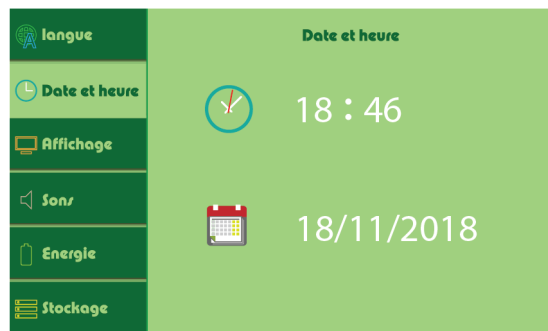 langue
Date et heure
Affichage
Sons
Energie
Stockage
Date et heure
18 : 46
18/11/2018